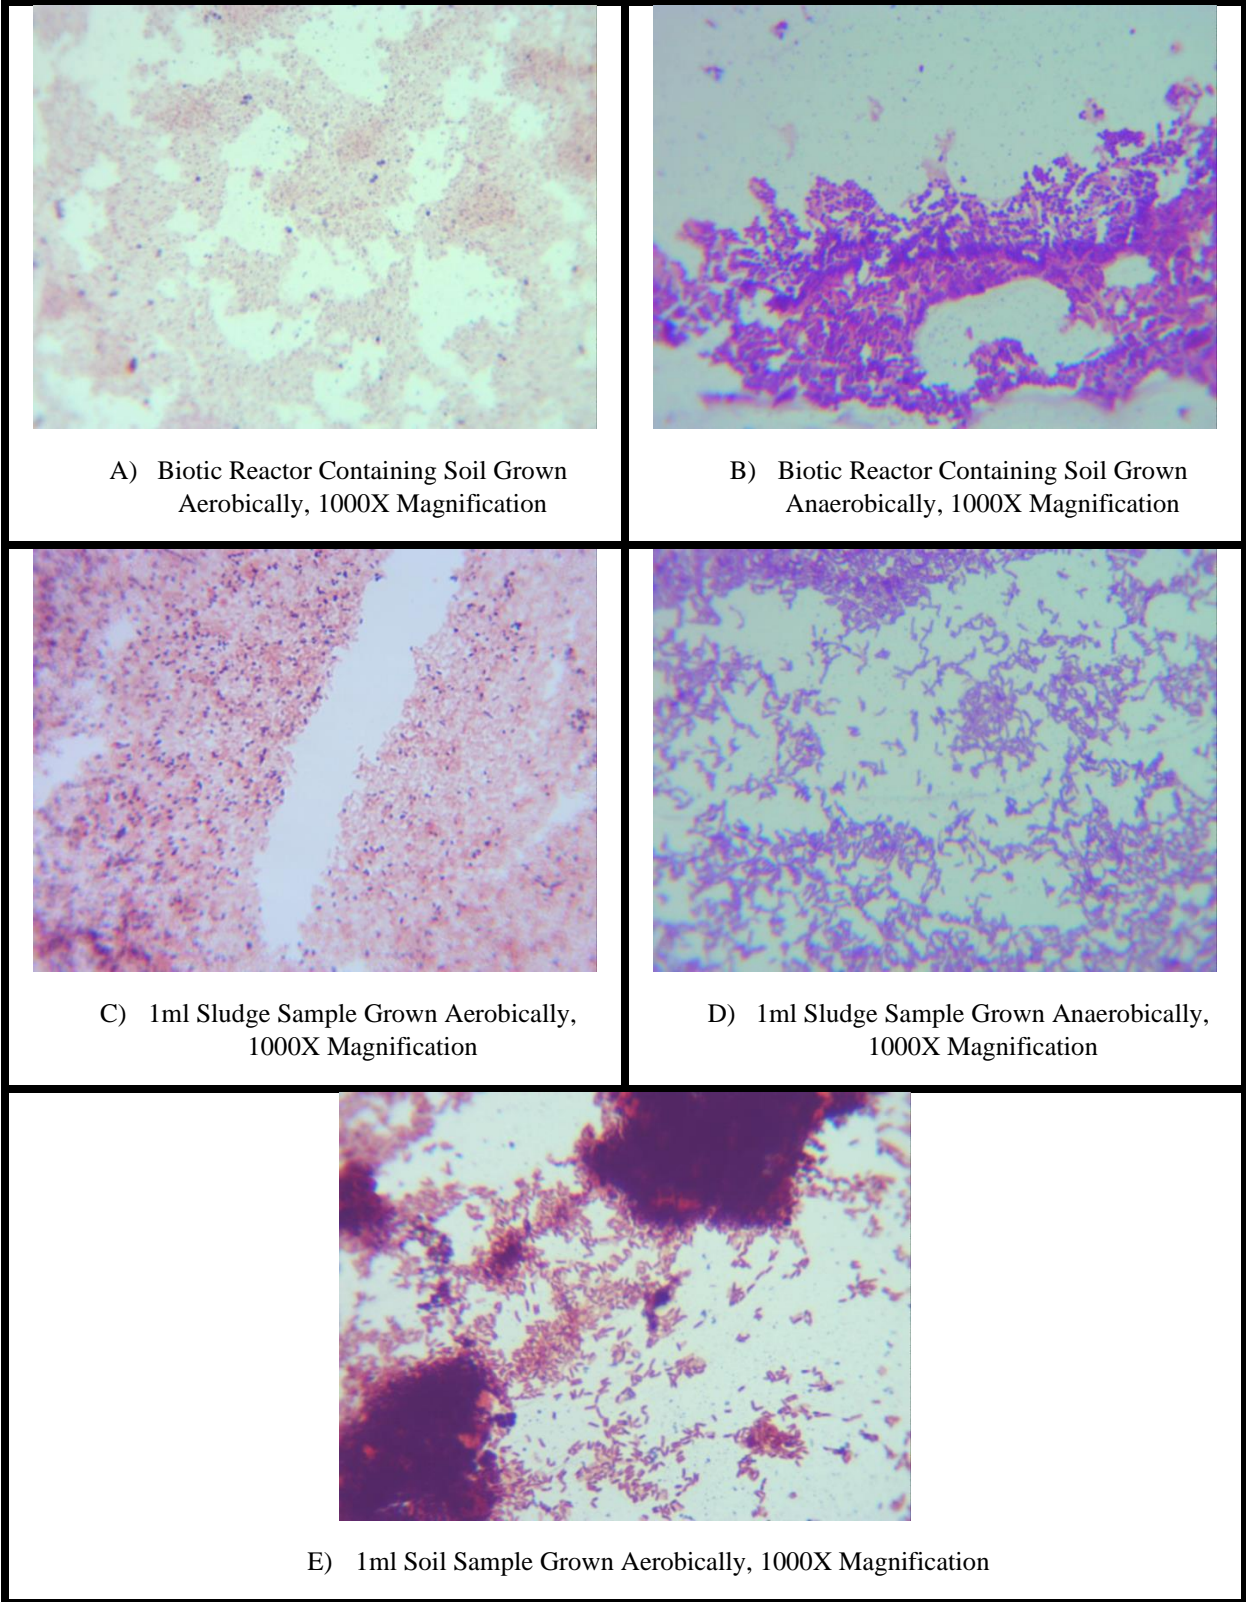 A) Biotic Reactor Containing Soil Grown
Aerobically, 1000X Magnification
B) Biotic Reactor Containing Soil Grown
Anaerobically, 1000X Magnification
C) 1ml Sludge Sample Grown Aerobically,
1000X Magnification
D) 1ml Sludge Sample Grown Anaerobically,
1000X Magnification
E) 1ml Soil Sample Grown Aerobically, 1000X Magnification